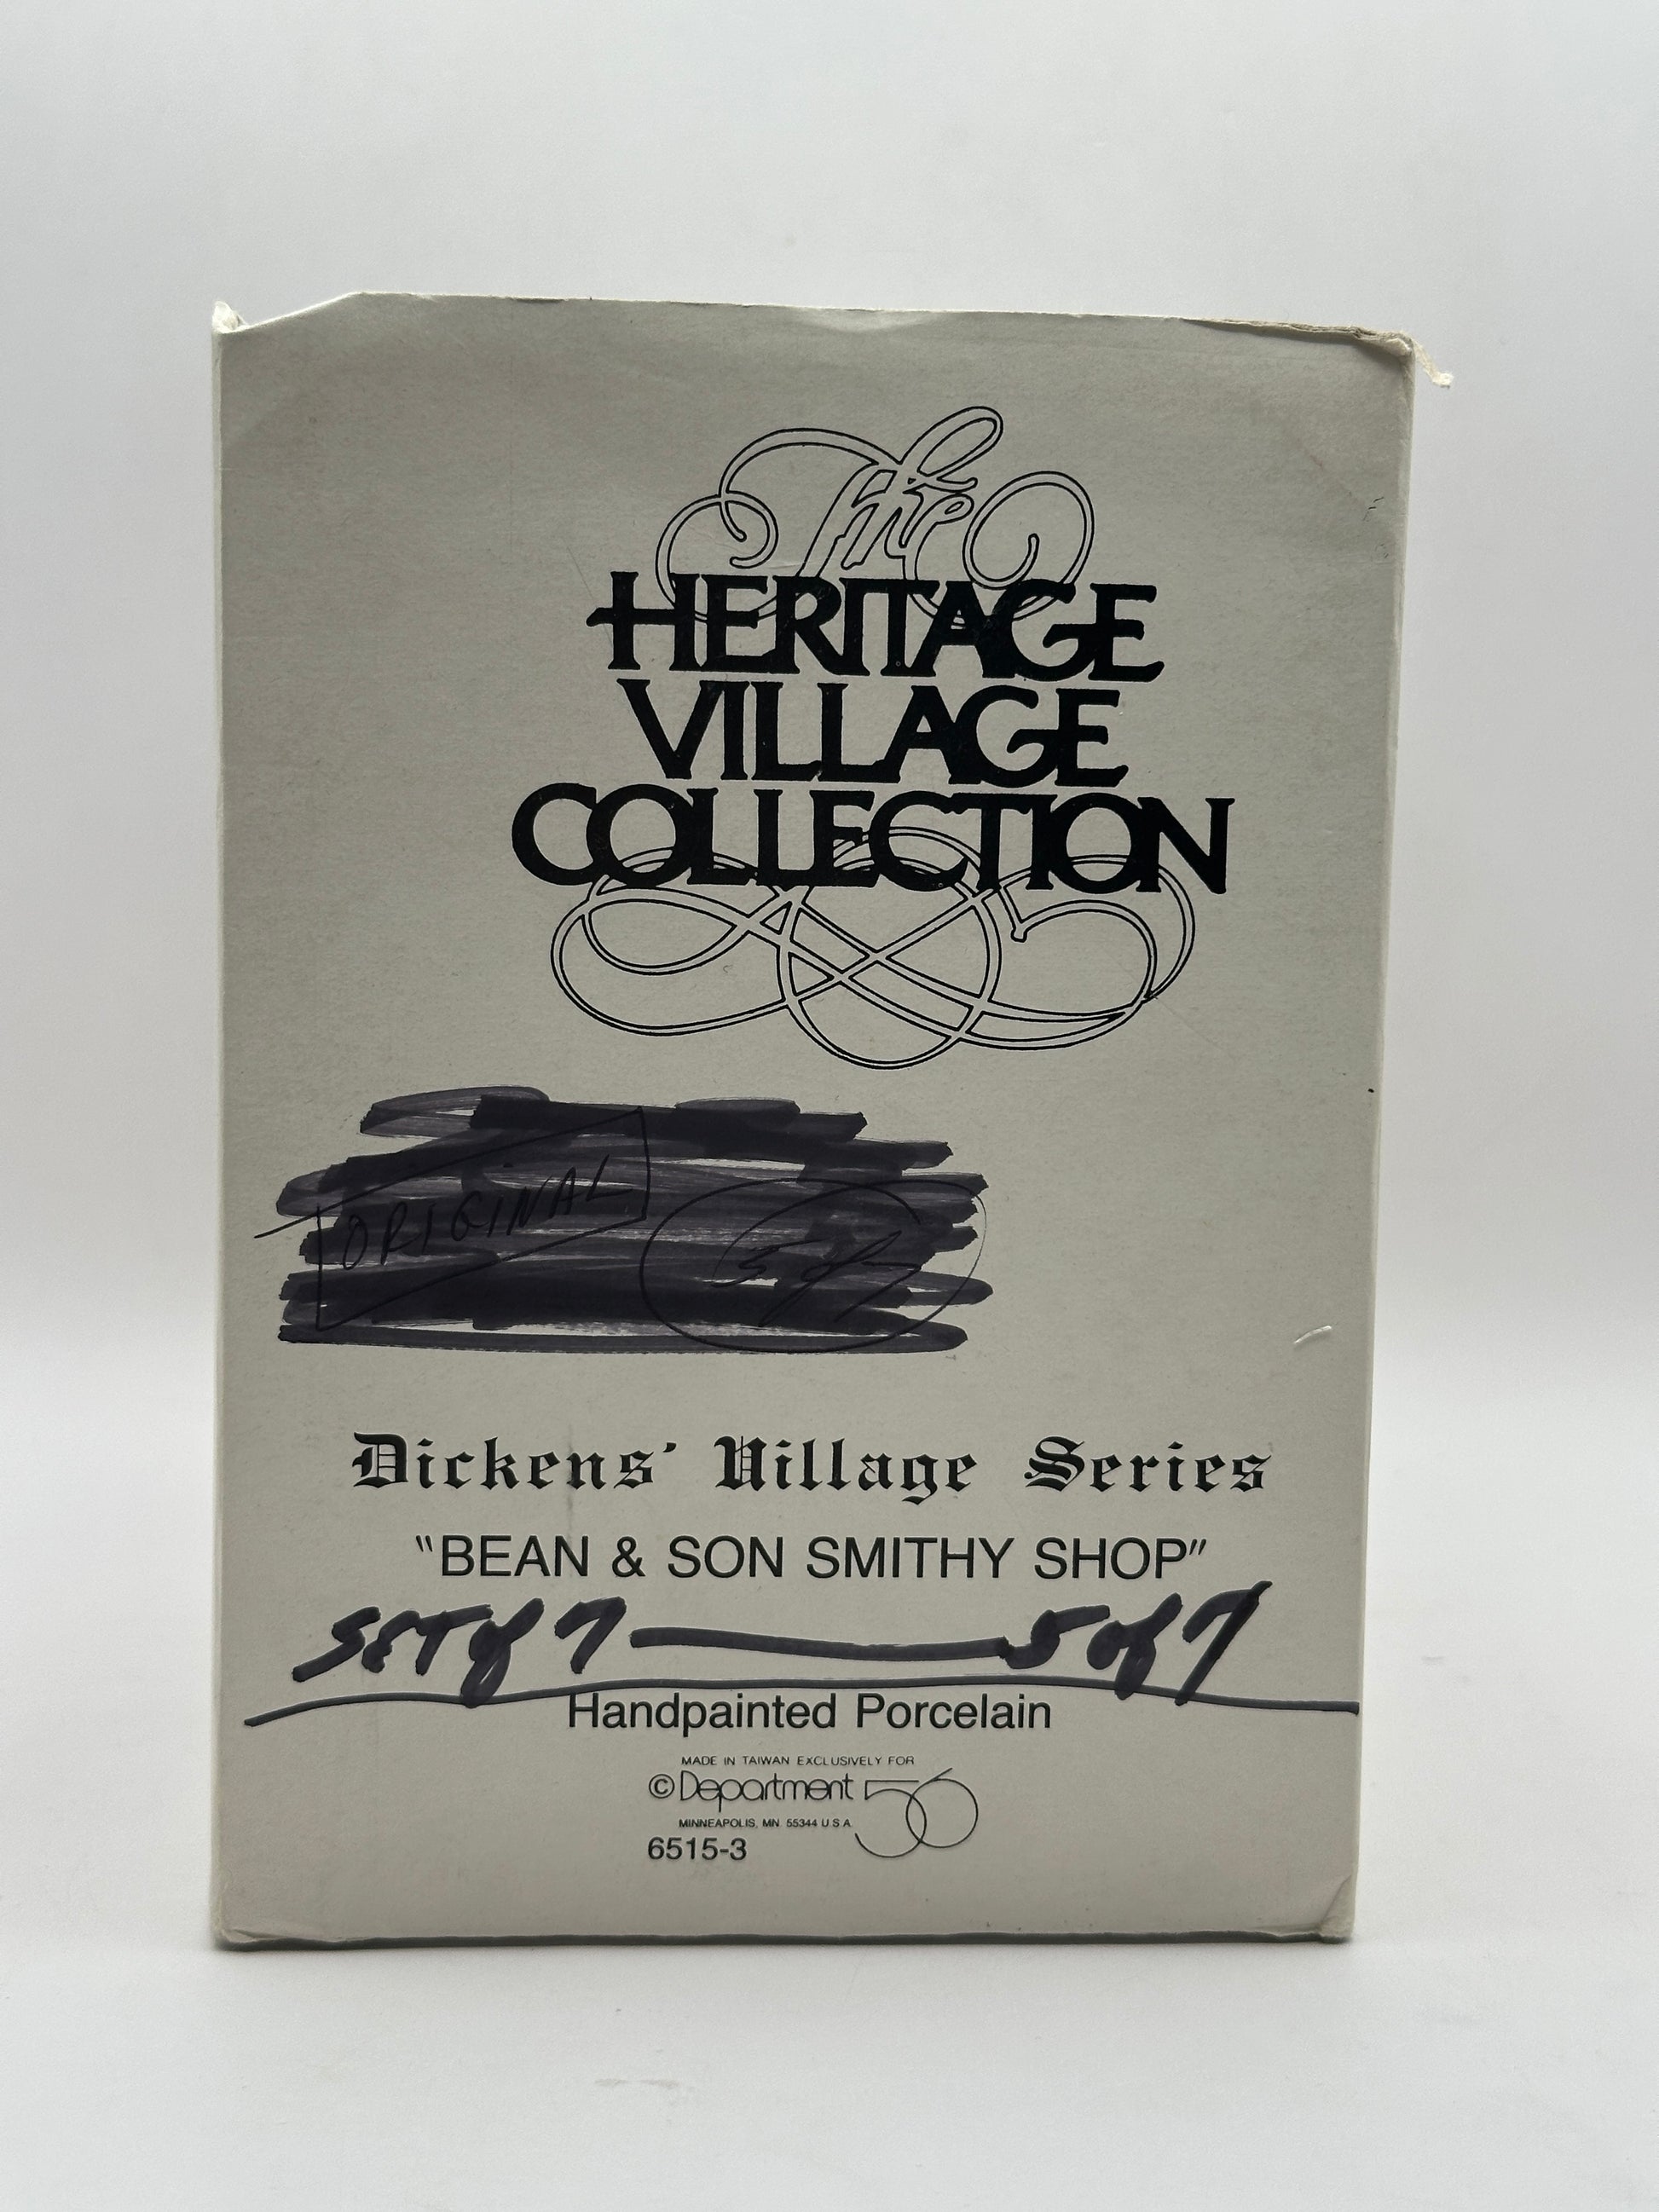 The
HERITAGE
VILLAGE
COLLECTION
ORIGINAL
Dickens' Village Series
"BEAN & SON SMITHY SHOP"
SET of 7 — 5 of 7
Handpainted Porcelain
MADE IN TAIWAN EXCLUSIVELY FOR
© Department 56
MINNEAPOLIS, MN 55344 U.S.A.
6515-3